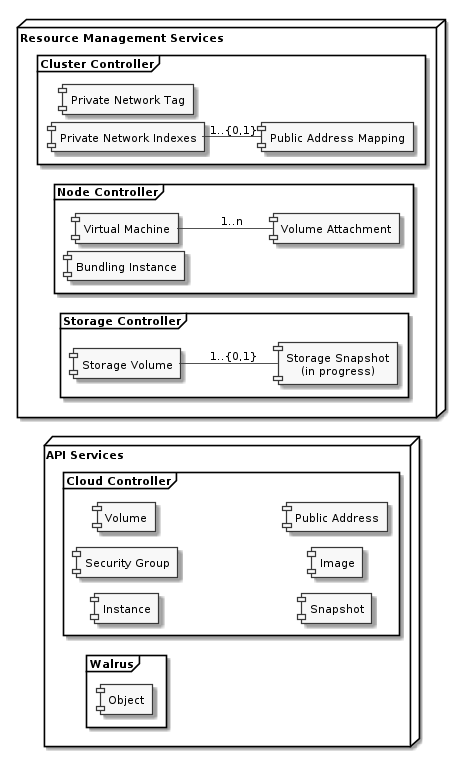 Resource Management Services
Cluster Controller
Private Network Tag
Private Network Indexes
1..{0,1}
Public Address Mapping
Node Controller
Virtual Machine
1..n
Volume Attachment
Bundling Instance
Storage Controller
Storage Volume
1..{0,1}
Storage Snapshot
(in progress)
API Services
Cloud Controller
Volume
Public Address
Security Group
Image
Instance
Snapshot
Walrus
Object